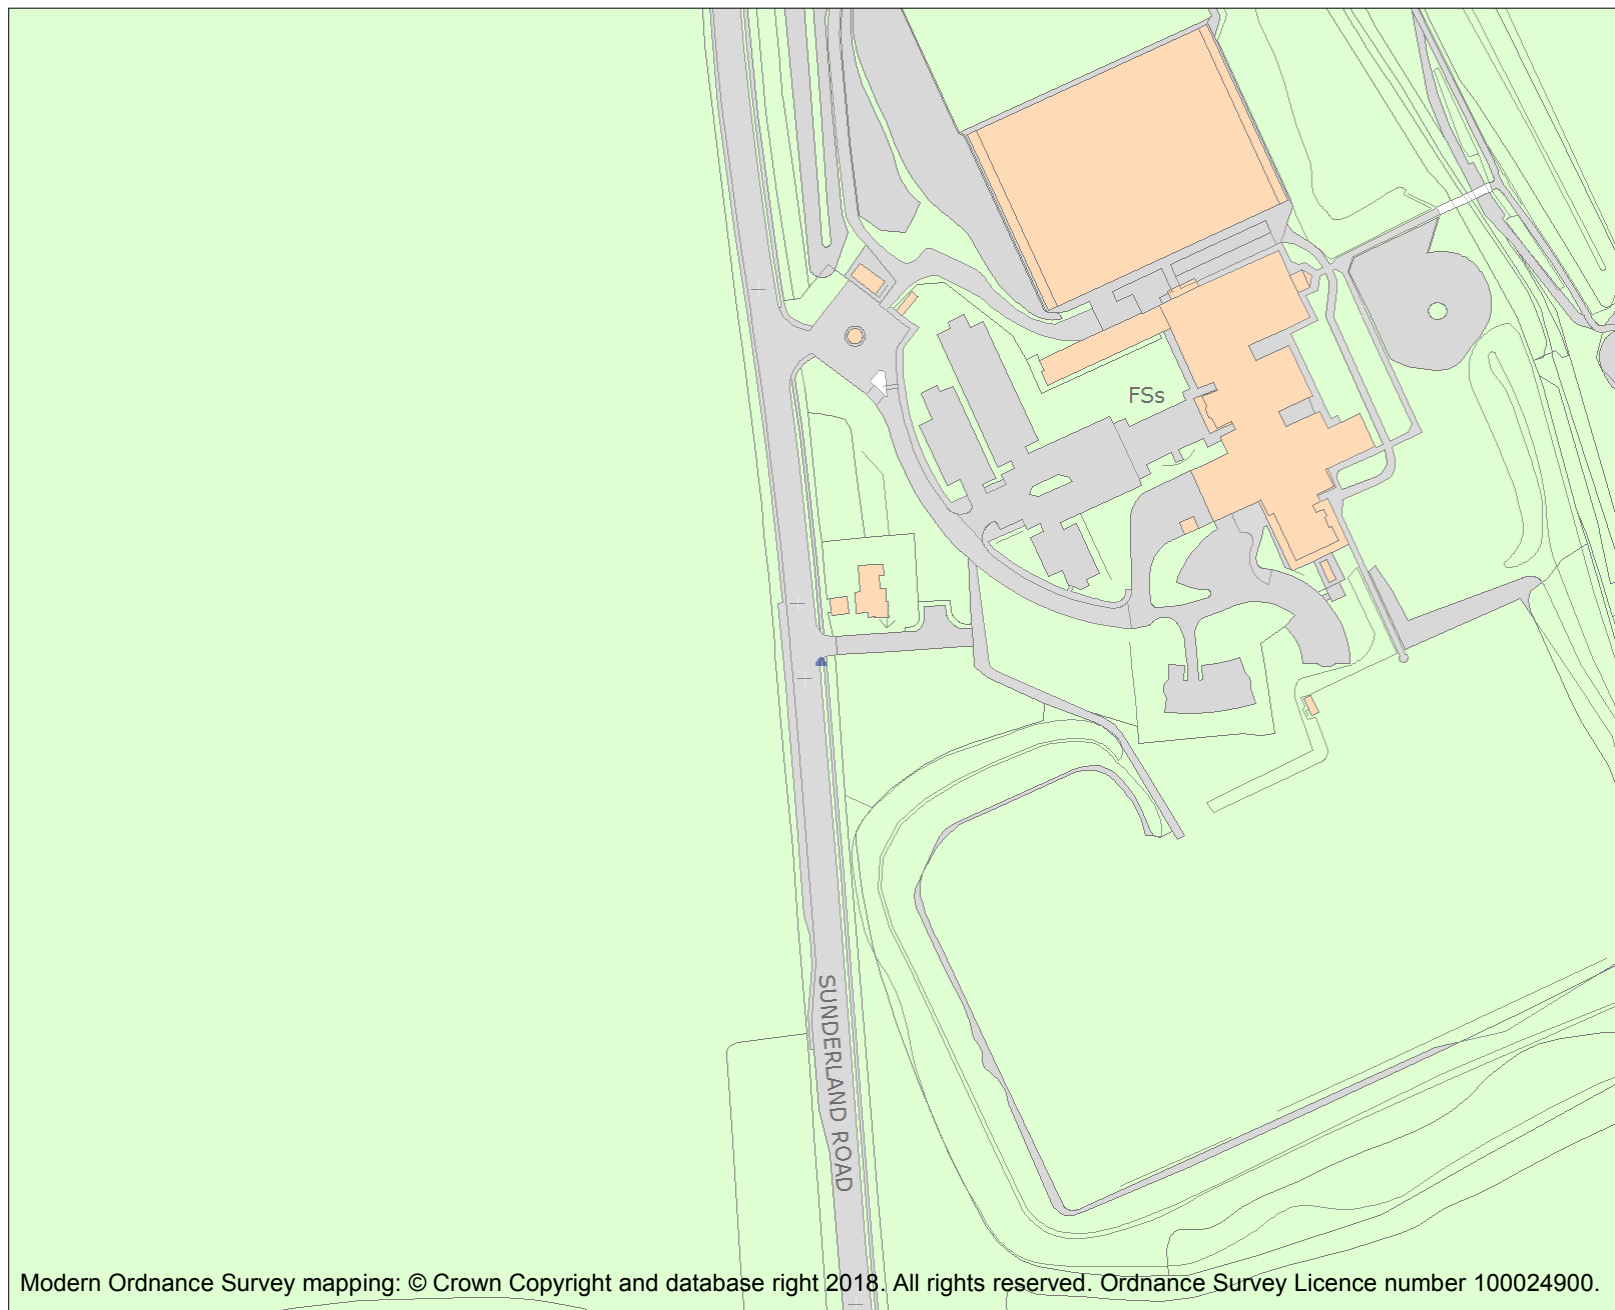 FSs
SUNDERLAND ROAD
Modern Ordnance Survey mapping: © Crown Copyright and database right 2018. All rights reserved. Ordnance Survey Licence number 100024900.